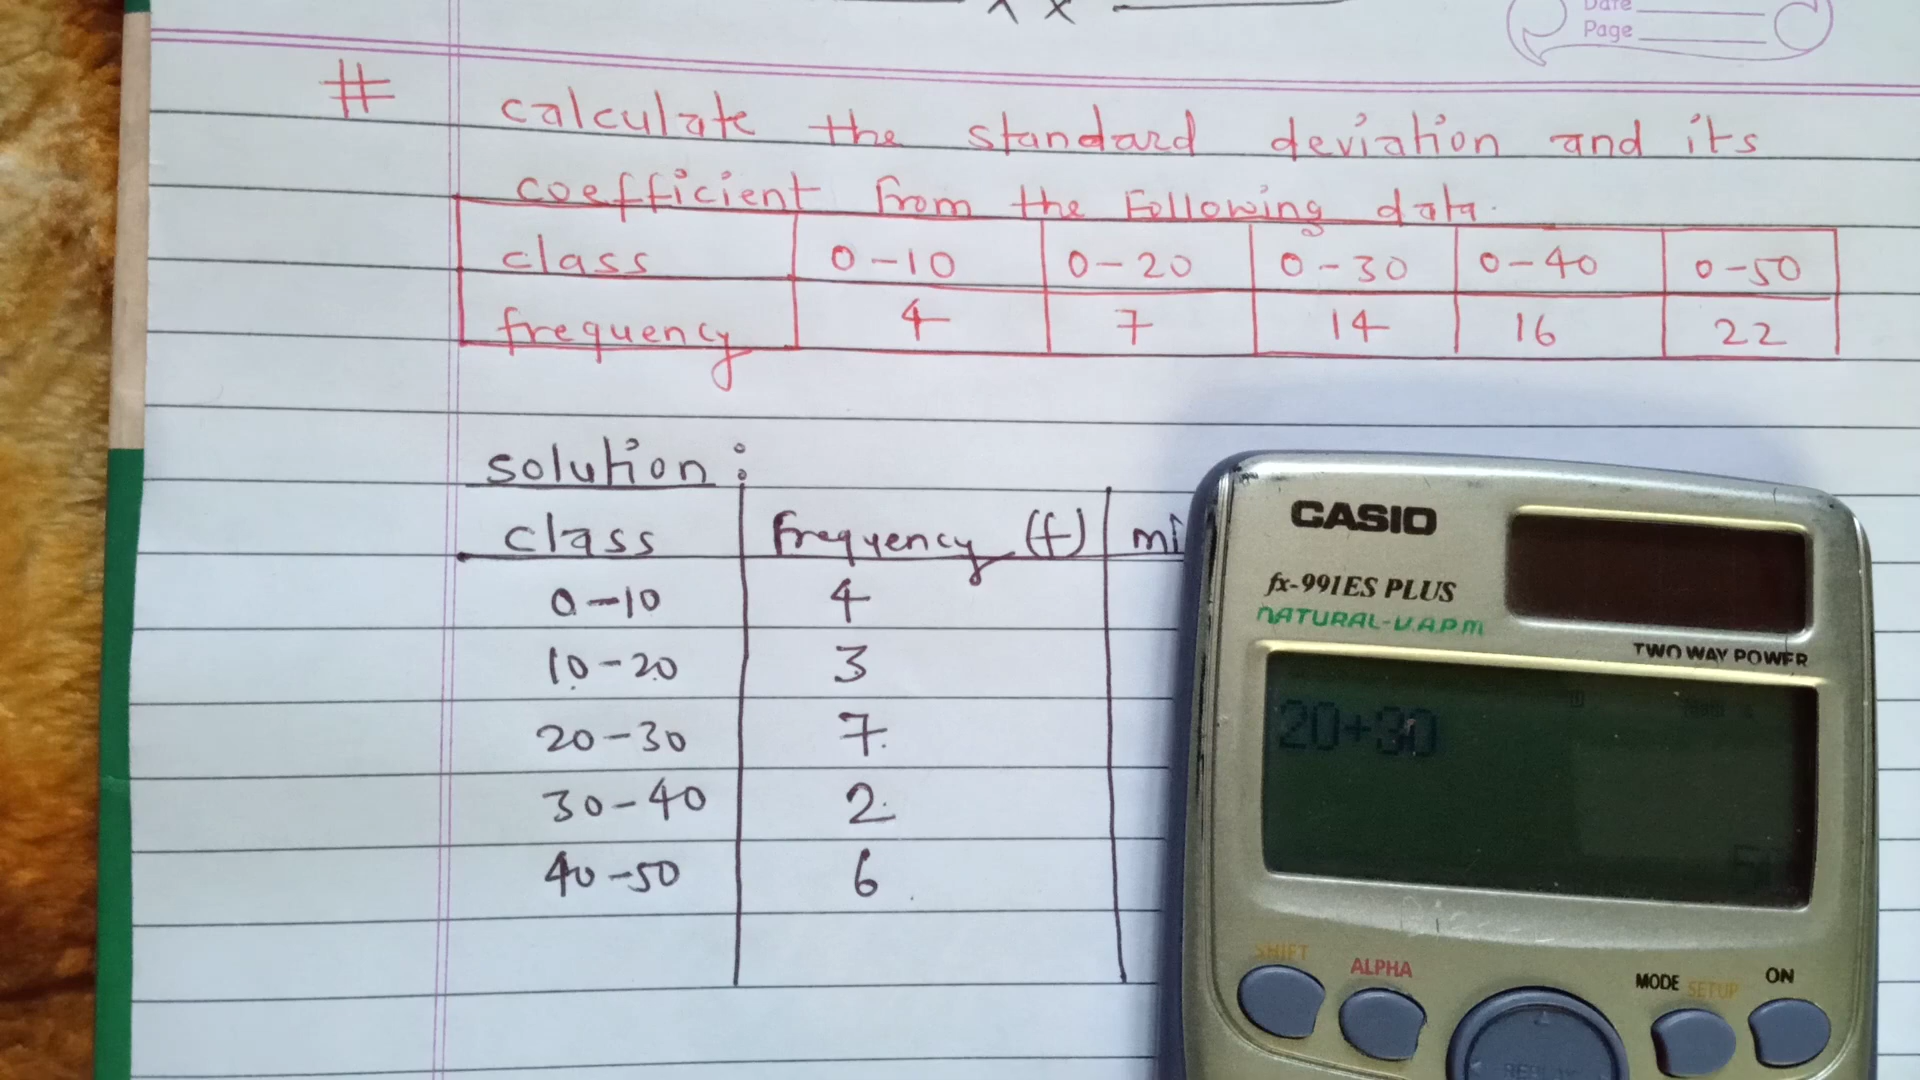 Date
Page
# calculate the standard deviation and its
coefficient from the following data.
class 0-10 0-20 0-30 0-40 0-50
frequency 4 7 14 16 22
solution:
class frequency (f) mi
0-10 4
10-20 3
20-30 7
30-40 2
40-50 6
CASIO
fx-991ES PLUS
NATURAL-V.A.P.M.
TWO WAY POWER
20+30
SHIFT ALPHA MODE SETUP ON
REPLAY